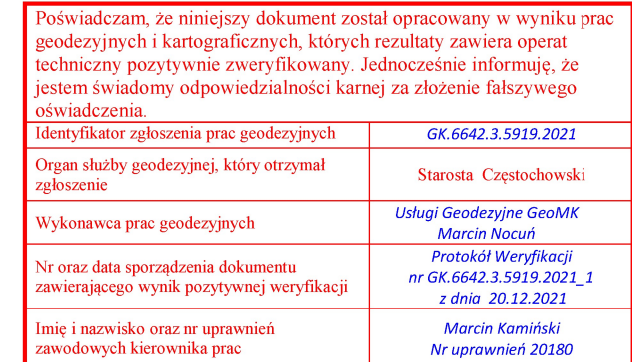 Poświadczam, że niniejszy dokument został opracowany w wyniku prac
geodezyjnych i kartograficznych, których rezultaty zawiera operat
techniczny pozytywnie zweryfikowany. Jednocześnie informuję, że
jestem świadomy odpowiedzialności karnej za złożenie fałszywego
oświadczenia.
Identyfikator zgłoszenia prac geodezyjnych
GK.6642.3.5919.2021
Organ służby geodezyjnej, który otrzymał
zgłoszenie
Starosta Częstochowski
Wykonawca prac geodezyjnych
Usługi Geodezyjne GeoMK
Marcin Nocuń
Nr oraz data sporządzenia dokumentu
zawierającego wynik pozytywnej weryfikacji
Protokół Weryfikacji
nr GK.6642.3.5919.2021_1
z dnia 20.12.2021
Imię i nazwisko oraz nr uprawnień
zawodowych kierownika prac
Marcin Kamiński
Nr uprawnień 20180